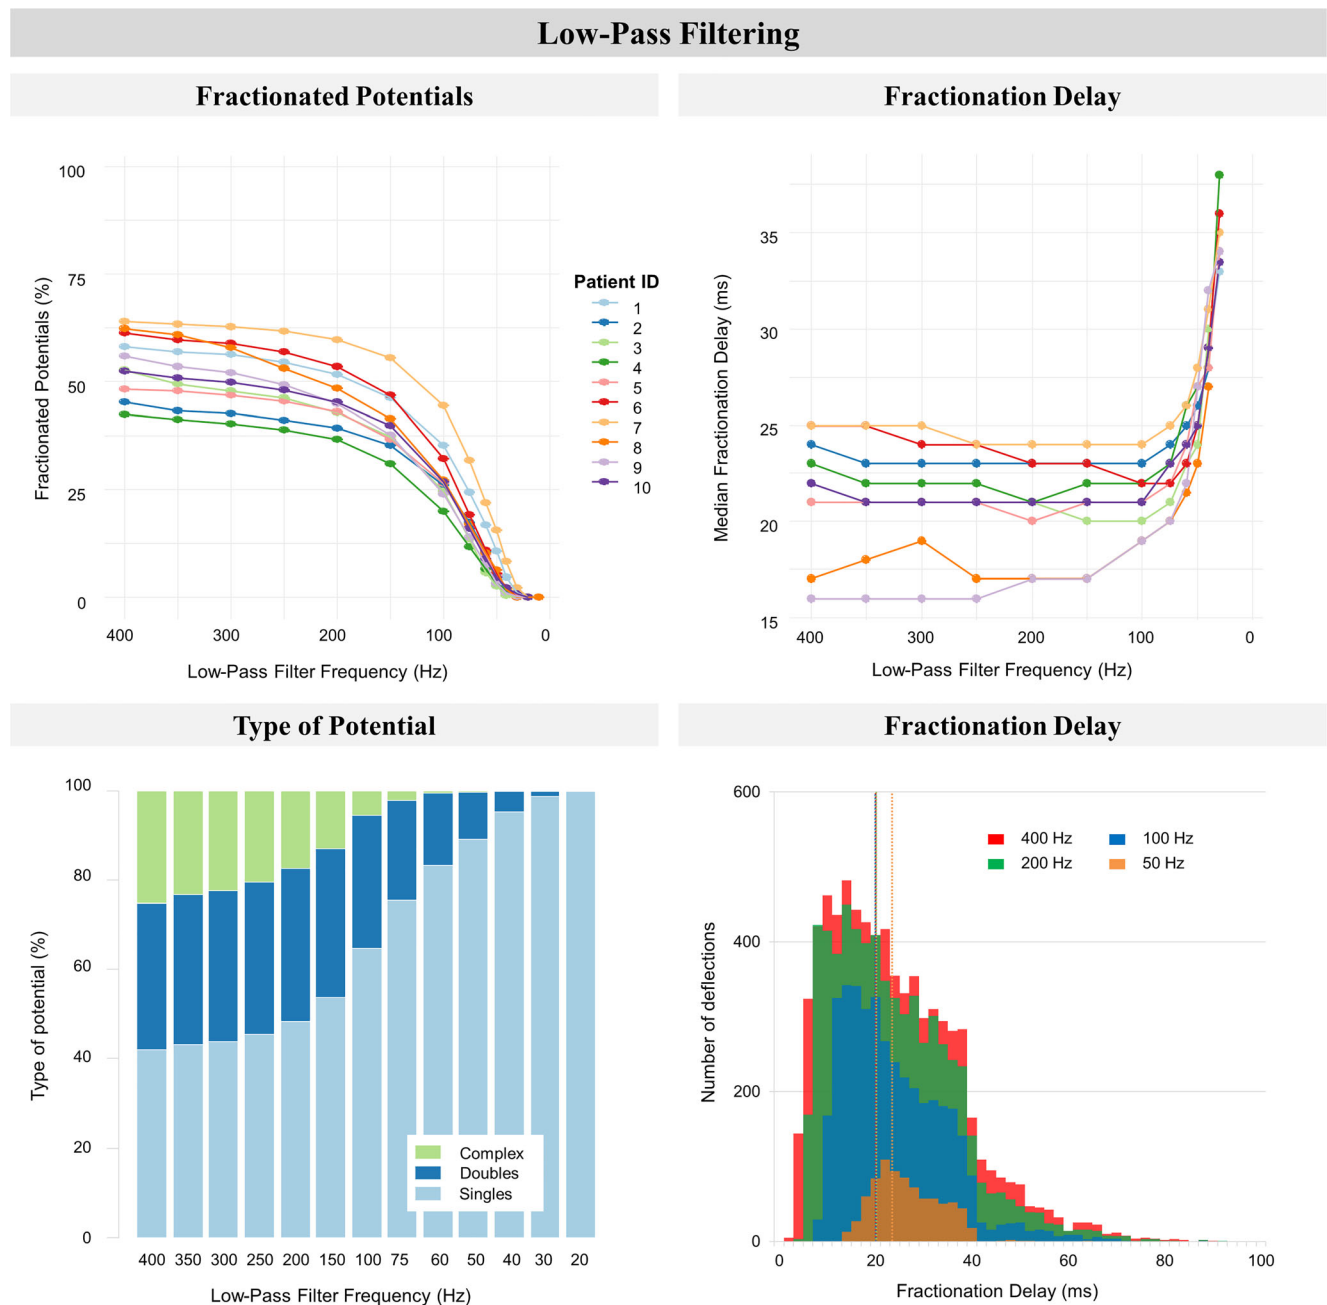 Low-Pass Filtering
Fractionated Potentials
Fractionation Delay
Fractionated Potentials (%)
100
75
50
25
0
400 300 200 100 0
Low-Pass Filter Frequency (Hz)
Patient ID
1
2
3
4
5
6
7
8
9
10
Median Fractionation Delay (ms)
35
30
25
20
15
400 300 200 100 0
Low-Pass Filter Frequency (Hz)
Type of Potential
Fractionation Delay
Type of potential (%)
100
80
60
40
20
0
Complex
Doubles
Singles
400 350 300 250 200 150 100 75 60 50 40 30 20
Low-Pass Filter Frequency (Hz)
Number of deflections
600
400
200
0
400 Hz 100 Hz
200 Hz 50 Hz
0 20 40 60 80 100
Fractionation Delay (ms)